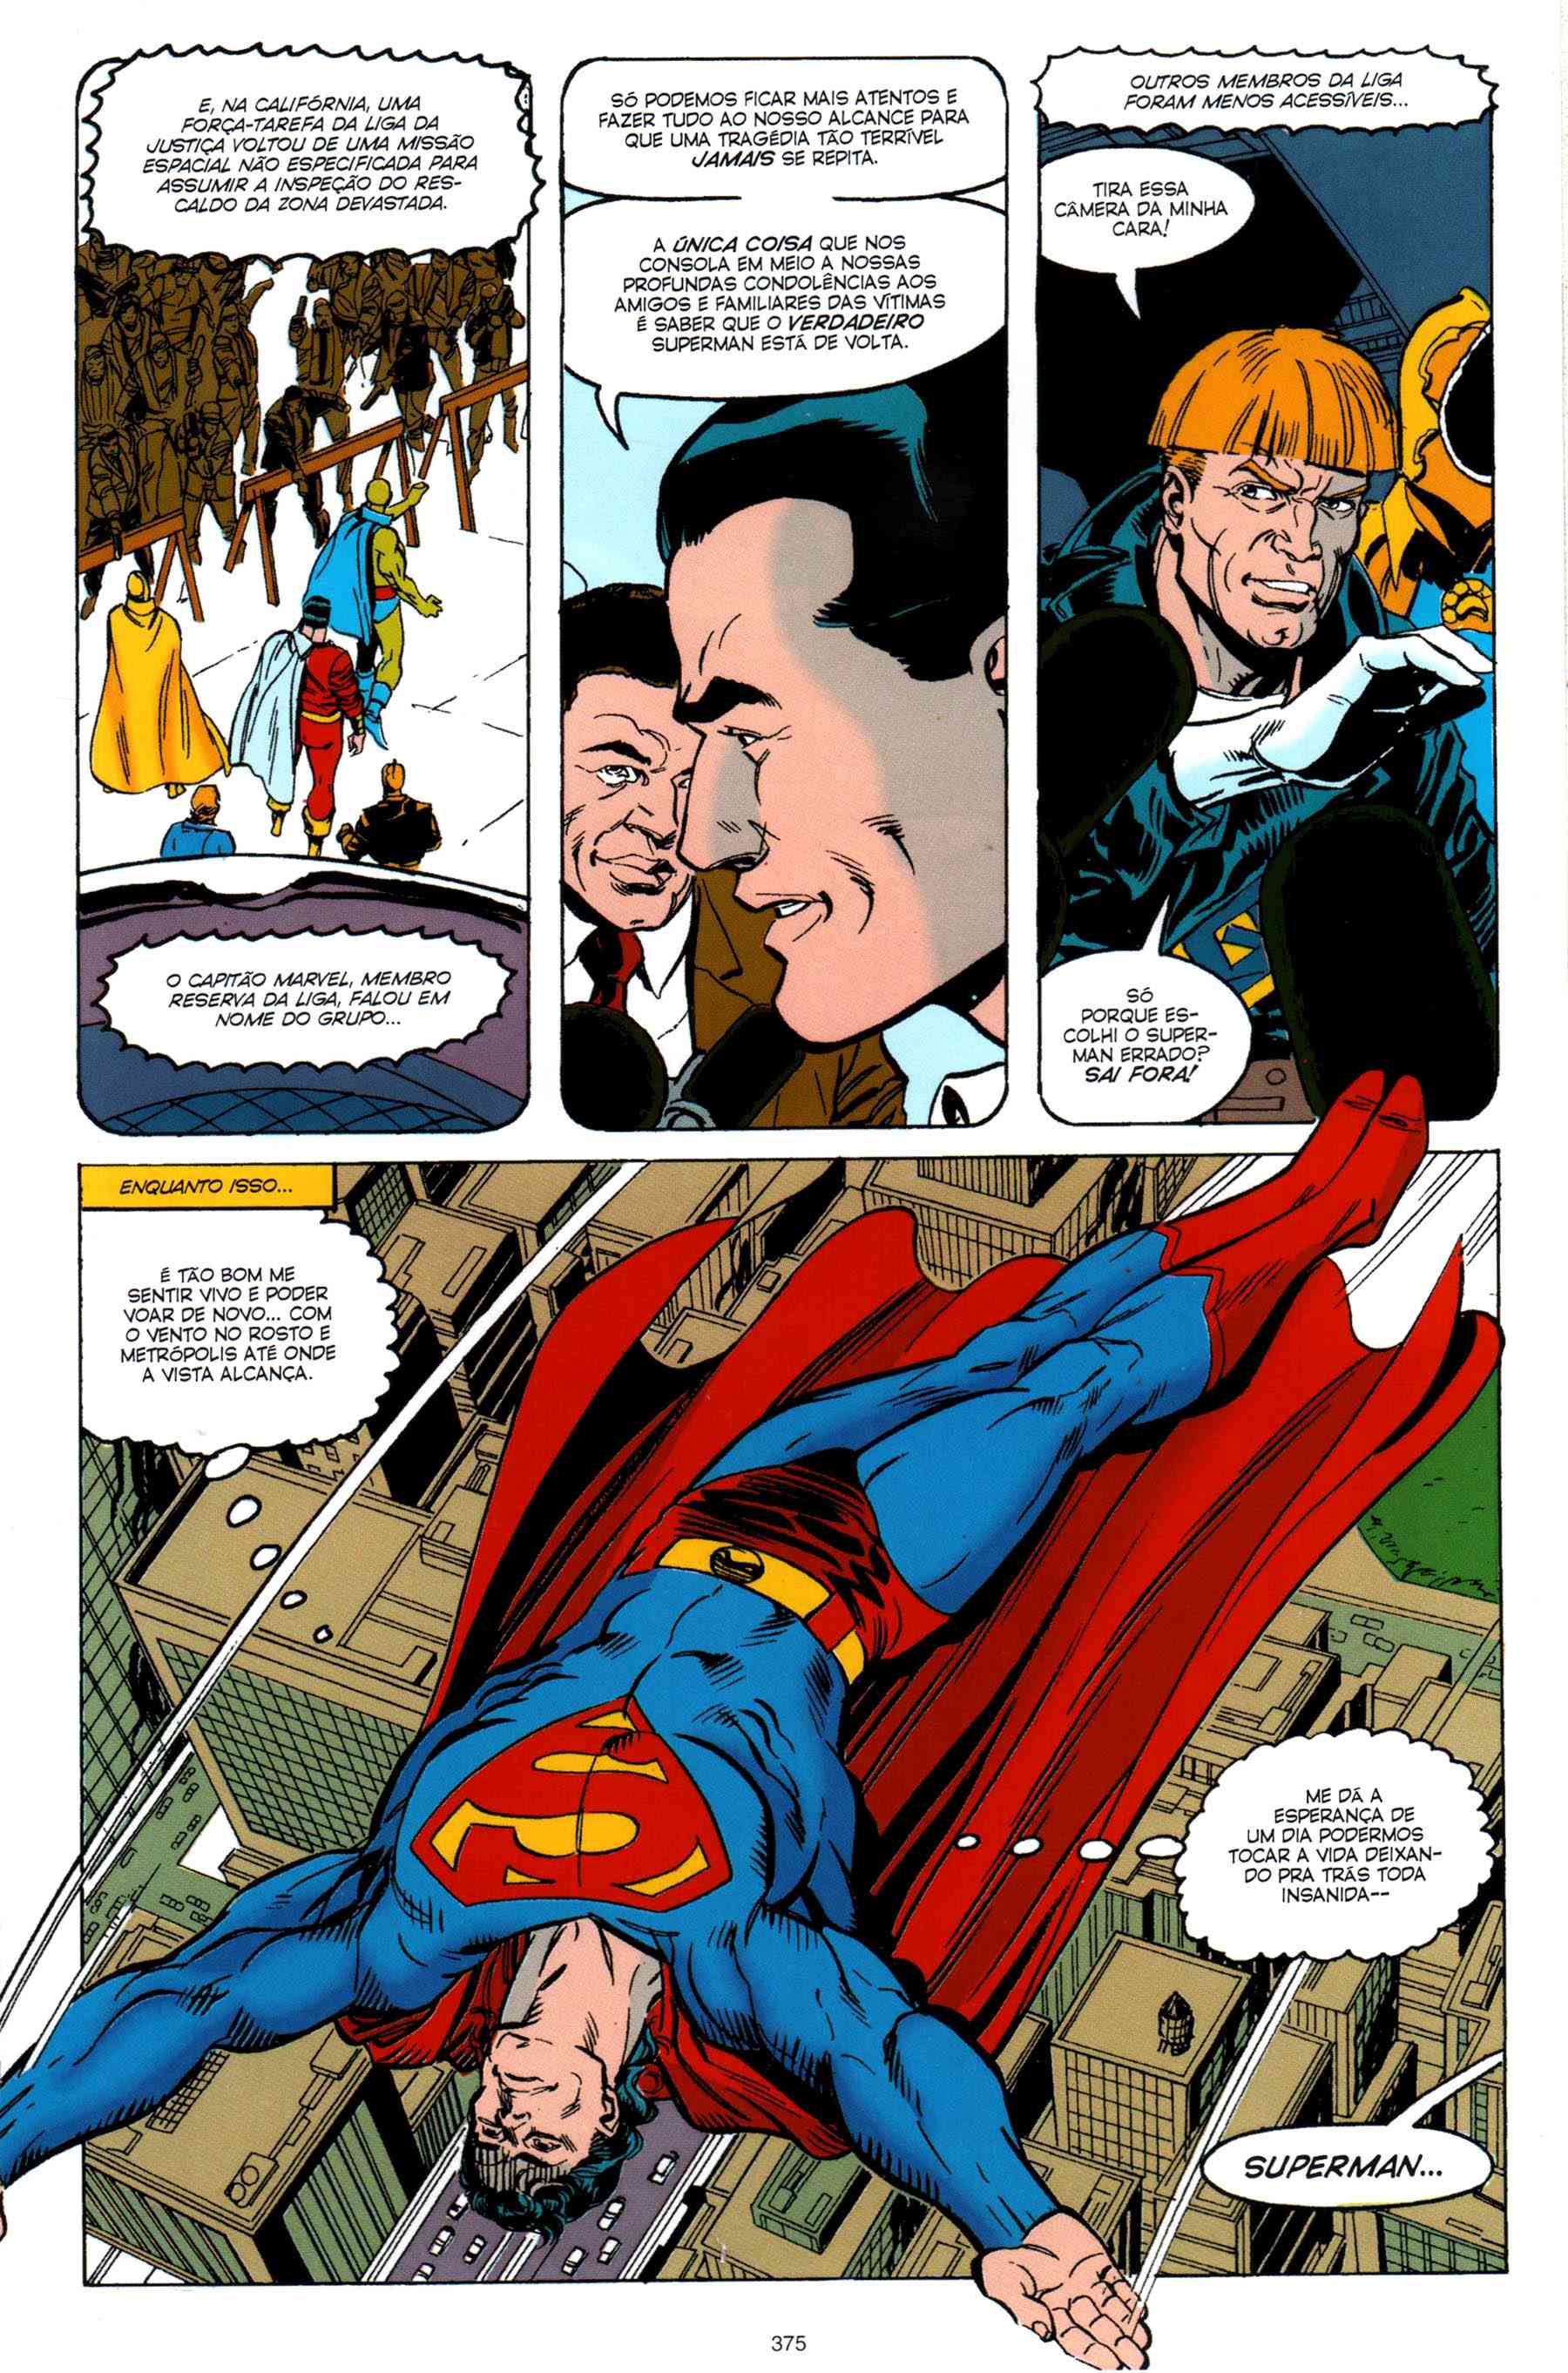 E, NA CALIFÓRNIA, UMA
FORÇA-TAREFA DA LIGA DA
JUSTIÇA VOLTOU DE UMA MISSÃO
ESPACIAL NÃO ESPECIFICADA PARA
ASSUMIR A INSPEÇÃO DO RES-
CALDO DA ZONA DEVASTADA.
O CAPITÃO MARVEL, MEMBRO
RESERVA DA LIGA, FALOU EM
NOME DO GRUPO...
SÓ PODEMOS FICAR MAIS ATENTOS E
FAZER TUDO AO NOSSO ALCANCE PARA
QUE UMA TRAGÉDIA TÃO TERRÍVEL
JAMAIS SE REPITA.
A ÚNICA COISA QUE NOS
CONSOLA EM MEIO A NOSSAS
PROFUNDAS CONDOLÊNCIAS AOS
AMIGOS E FAMILIARES DAS VÍTIMAS
É SABER QUE O VERDADEIRO
SUPERMAN ESTÁ DE VOLTA.
OUTROS MEMBROS DA LIGA
FORAM MENOS ACESSÍVEIS...
TIRA ESSA
CÂMERA DA MINHA
CARA!
SÓ
PORQUE ES-
COLHI O SUPER-
MAN ERRADO?
SAI FORA!
ENQUANTO ISSO...
É TÃO BOM ME
SENTIR VIVO E PODER
VOAR DE NOVO... COM
O VENTO NO ROSTO E
METRÓPOLIS ATÉ ONDE
A VISTA ALCANÇA.
ME DÁ A
ESPERANÇA DE
UM DIA PODERMOS
TOCAR A VIDA DEIXAN-
DO PRA TRÁS TODA
INSANIDA--
SUPERMAN...
375